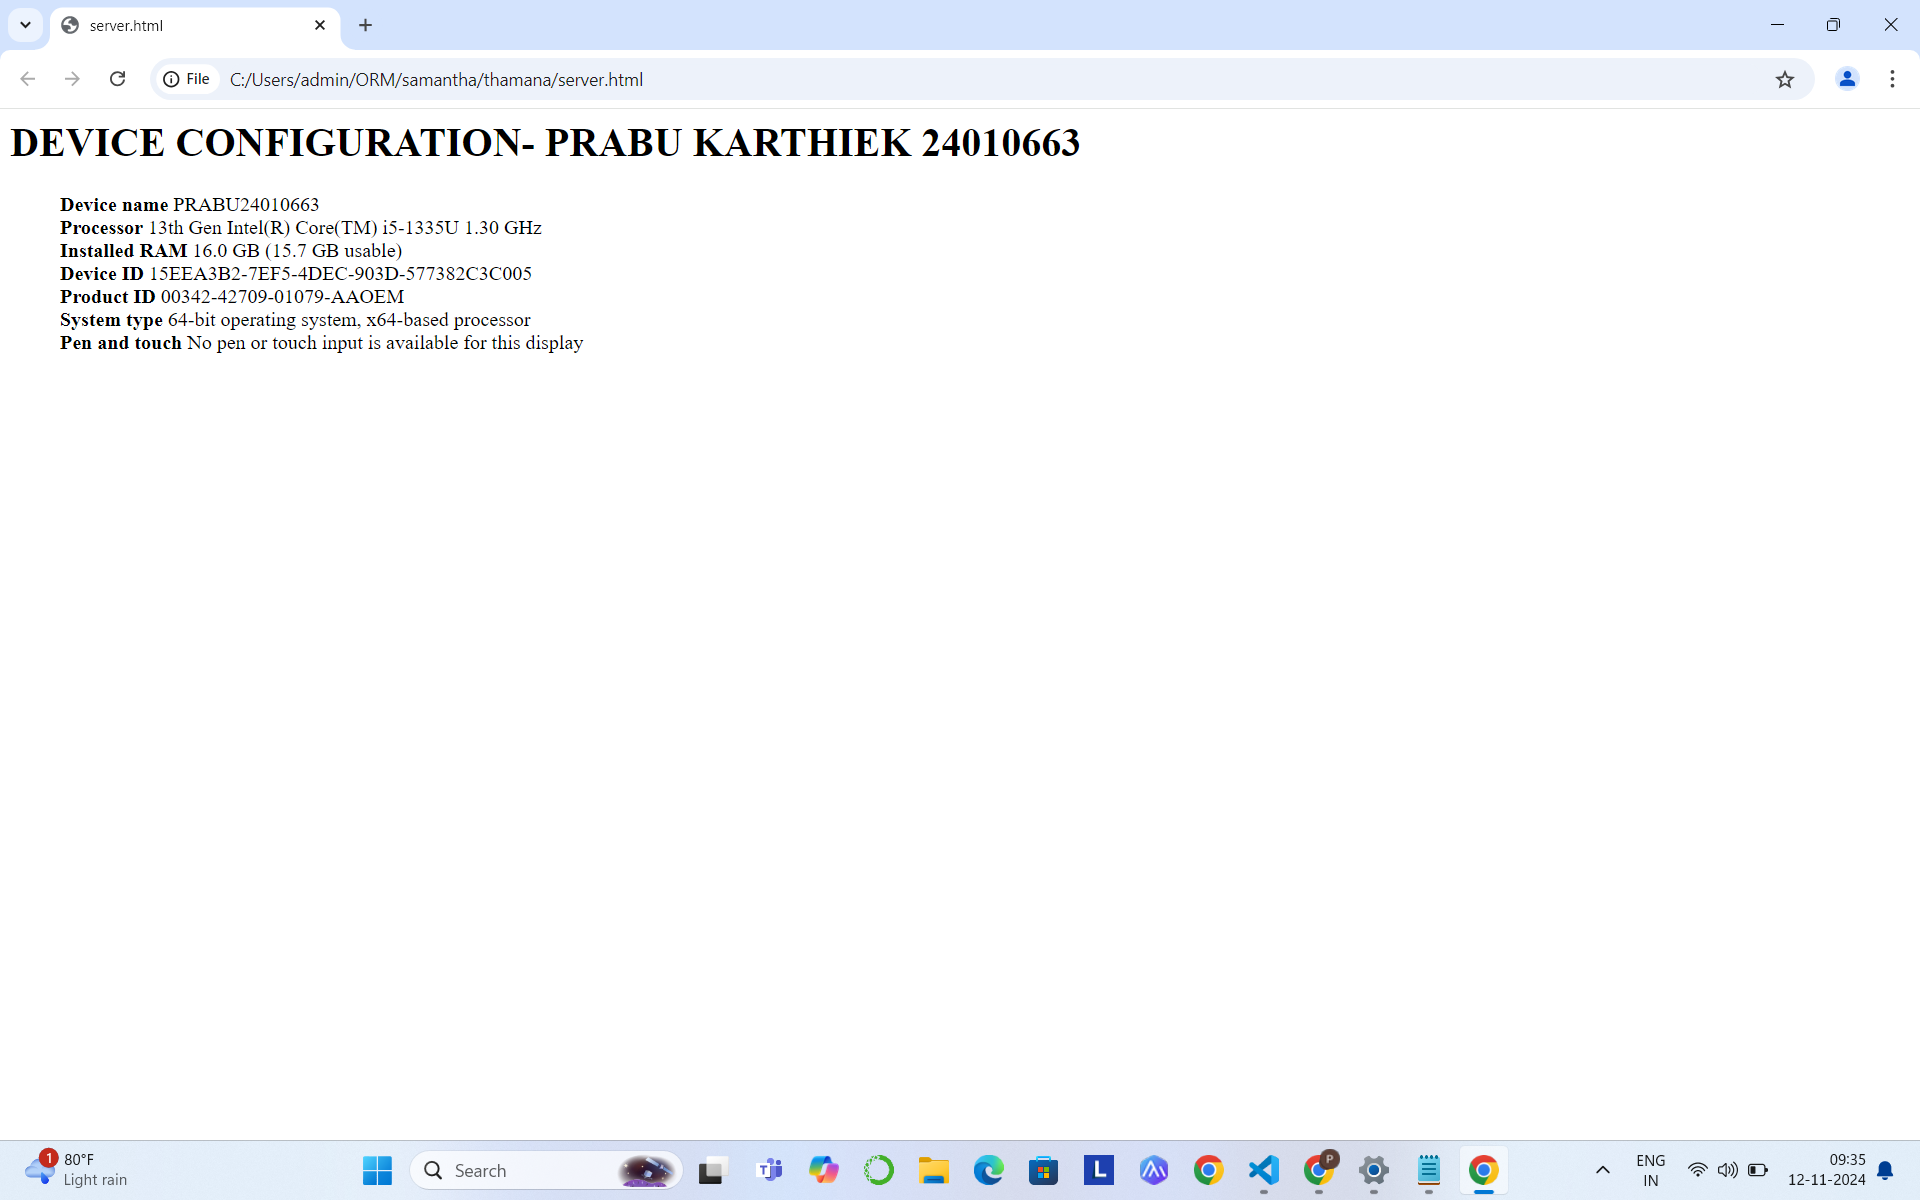 server.html
File
C:/Users/admin/ORM/samantha/thamana/server.html
DEVICE CONFIGURATION- PRABU KARTHIEK 24010663
Device name PRABU24010663
Processor 13th Gen Intel(R) Core(TM) i5-1335U 1.30 GHz
Installed RAM 16.0 GB (15.7 GB usable)
Device ID 15EEA3B2-7EF5-4DEC-903D-577382C3C005
Product ID 00342-42709-01079-AAOEM
System type 64-bit operating system, x64-based processor
Pen and touch No pen or touch input is available for this display
1
80°F
Light rain
Search
T
L
P
ENG
IN
09:35
12-11-2024